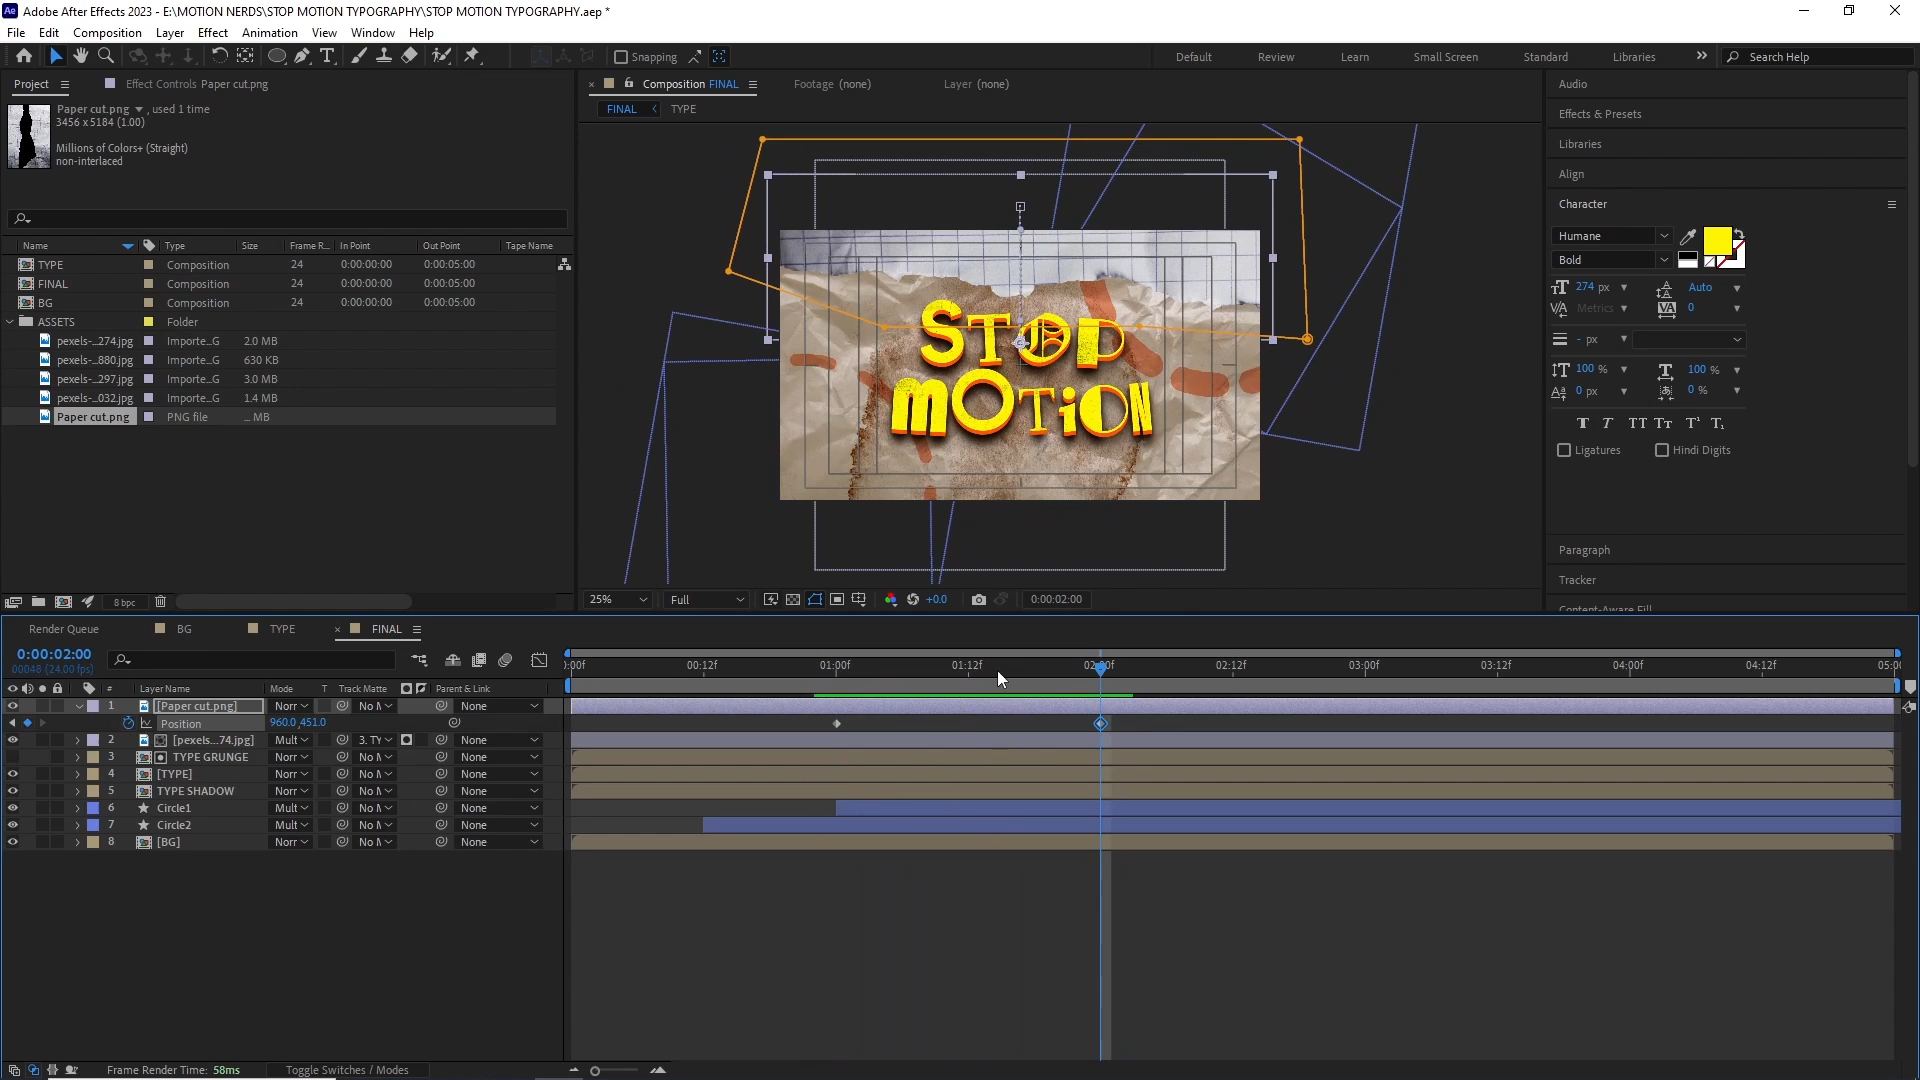 Ae Adobe After Effects 2023 - E:\MOTION NERDS\STOP MOTION TYPOGRAPHY\STOP MOTION TYPOGRAPHY.aep *
File Edit Composition Layer Effect Animation View Window Help
Snapping Default Review Learn Small Screen Standard Libraries Search Help
Project Effect Controls Paper cut.png Composition FINAL Footage (none) Layer (none)
FINAL TYPE
Paper cut.png , used 1 time
3456 x 5184 (1.00)
Millions of Colors+ (Straight)
non-interlaced
Name Type Size Frame R... In Point Out Point Tape Name
TYPE Composition 24 0:00:00:00 0:00:05:00
FINAL Composition 24 0:00:00:00 0:00:05:00
BG Composition 24 0:00:00:00 0:00:05:00
ASSETS Folder
pexels-...274.jpg Importe...G 2.0 MB
pexels-...880.jpg Importe...G 630 KB
pexels-...297.jpg Importe...G 3.0 MB
pexels-...032.jpg Importe...G 1.4 MB
Paper cut.png PNG file ... MB
8 bpc
STOP
MOTiON
25% Full +0.0 0:00:02:00
Audio
Effects & Presets
Libraries
Align
Character
Humane
Bold
274 px Auto
Metrics 0
- px
100 % 100 %
0 px 0 %
T T TT Tt T¹ T₁
Ligatures Hindi Digits
Paragraph
Tracker
Content-Aware Fill
Render Queue BG TYPE FINAL
0:00:02:00
00048 (24.00 fps)
:00f 00:12f 01:00f 01:12f 02:00f 02:12f 03:00f 03:12f 04:00f 04:12f 05:00
# Layer Name Mode T Track Matte Parent & Link
1 [Paper cut.png] Norr No M None
Position 960.0,451.0
2 [pexels...74.jpg] Mult 3. TY None
3 TYPE GRUNGE Norr No M None
4 [TYPE] Norr No M None
5 TYPE SHADOW Norr No M None
6 Circle1 Mult No M None
7 Circle2 Mult No M None
8 [BG] Norr No M None
Frame Render Time: 58ms Toggle Switches / Modes